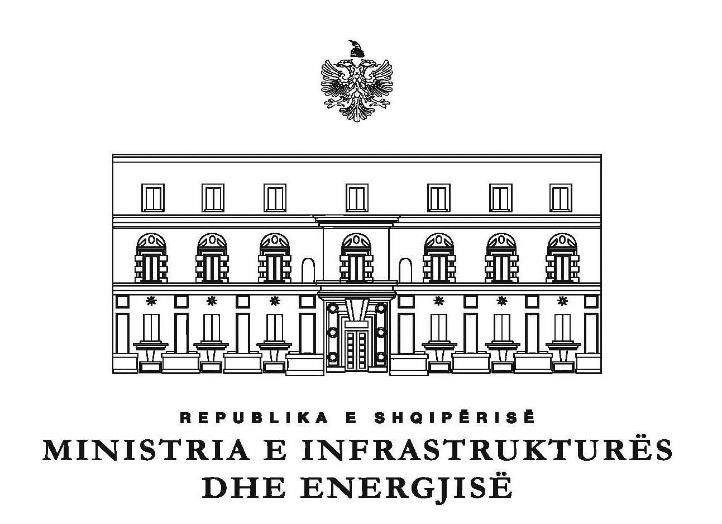 REPUBLIKA E SHQIPËRISË
MINISTRIA E INFRASTRUKTURËS
DHE ENERGJISË